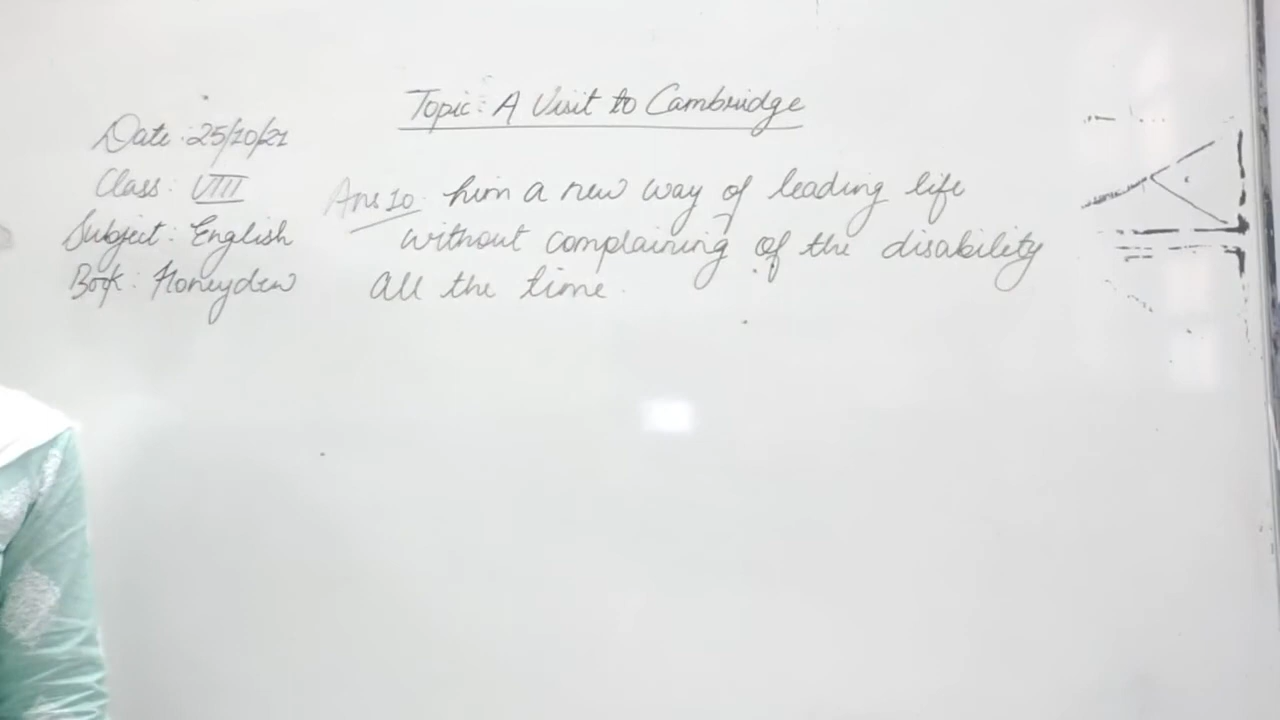 Topic: A Visit to Cambridge
Date: 25/10/21
Class: VIII
Subject: English
Book: Honeydew
Ans 10. him a new way of leading life
without complaining of the disability
all the time.